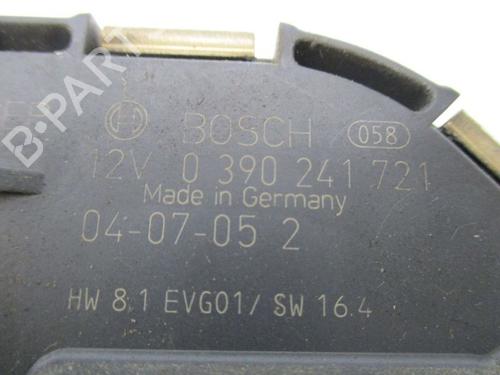 BOSCH 058
12V 0 390 241 721
Made in Germany
04-07-05 2
HW 8.1 EVG01/ SW 16.4
B-PARTS